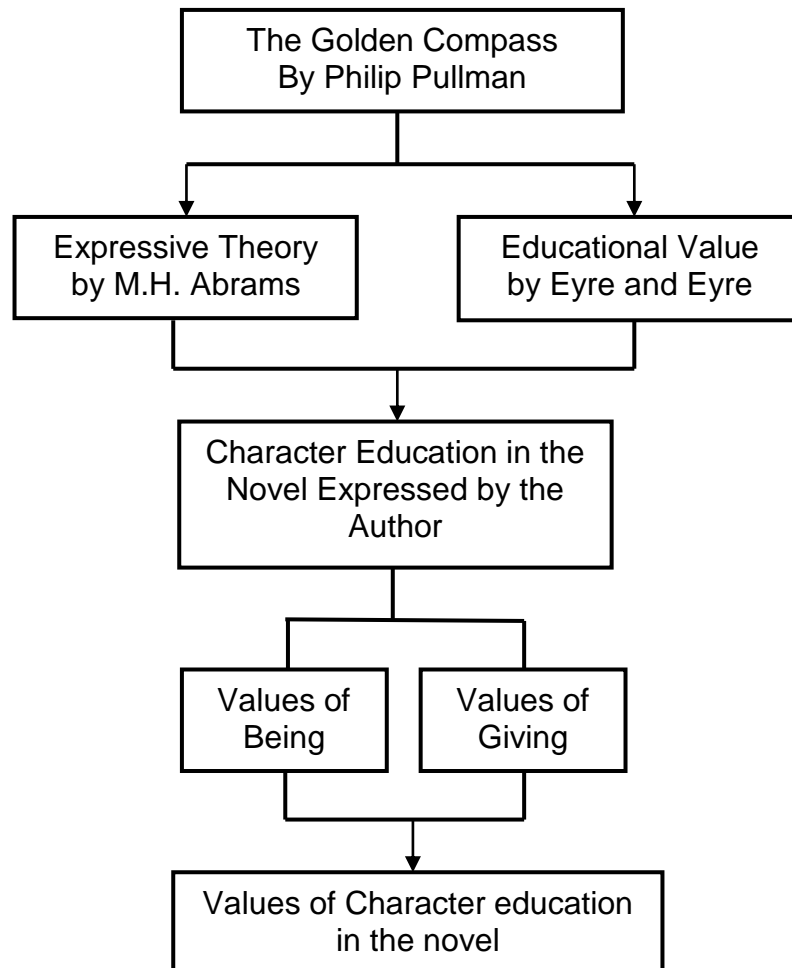 The Golden Compass
By Philip Pullman
Expressive Theory
by M.H. Abrams
Educational Value
by Eyre and Eyre
Character Education in the
Novel Expressed by the
Author
Values of
Being
Values of
Giving
Values of Character education
in the novel